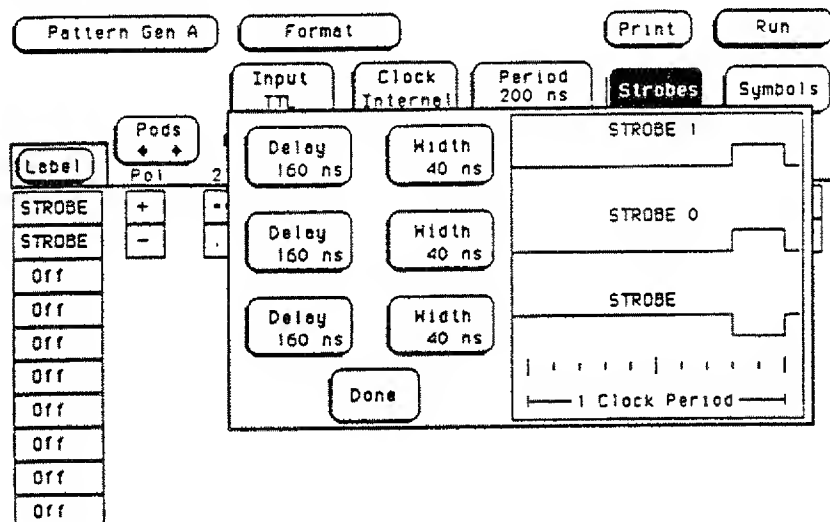 Pattern Gen A Format Print Run
Input TTL Clock Internal Period 200 ns Strobes Symbols
Label Pods Pol 2
STROBE +
STROBE -
Off
Off
Off
Off
Off
Off
Off
Off
Delay 160 ns Width 40 ns STROBE 1
Delay 160 ns Width 40 ns STROBE 0
Delay 160 ns Width 40 ns STROBE
Done
1 Clock Period